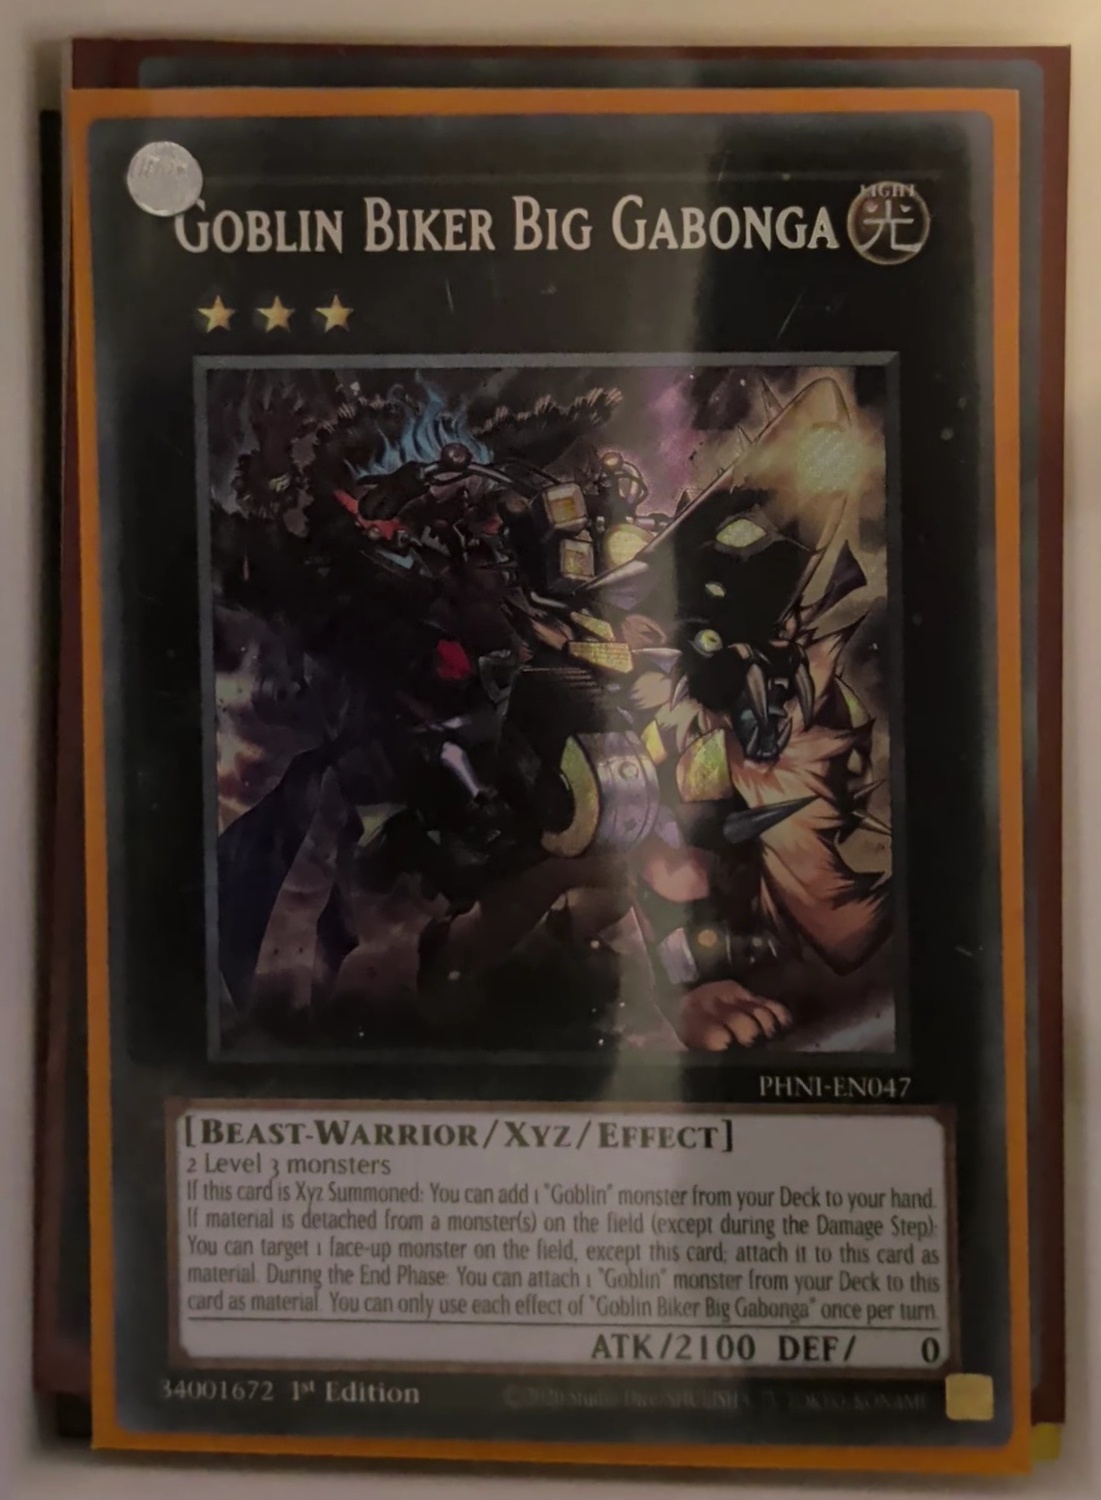 GOBLIN BIKER BIG GABONGA
LIGHT
光
PHNI-EN047
[BEAST-WARRIOR/XYZ/EFFECT]
2 Level 3 monsters
If this card is Xyz Summoned: You can add 1 "Goblin" monster from your Deck to your hand.
If material is detached from a monster(s) on the field (except during the Damage Step):
You can target 1 face-up monster on the field, except this card; attach it to this card as
material. During the End Phase: You can attach 1 "Goblin" monster from your Deck to this
card as material. You can only use each effect of "Goblin Biker Big Gabonga" once per turn.
ATK/2100 DEF/ 0
34001672 1st Edition